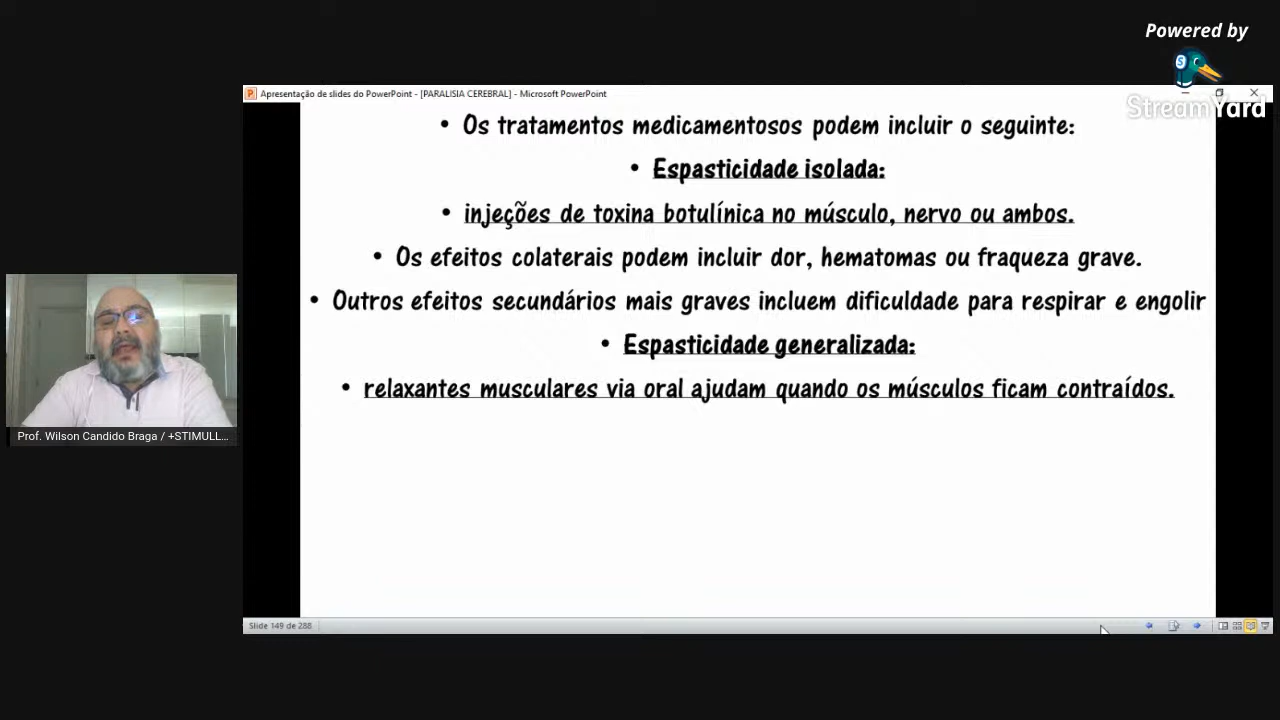 Powered by
StreamYard
Apresentação de slides do PowerPoint - [PARALISIA CEREBRAL] - Microsoft PowerPoint
• Os tratamentos medicamentosos podem incluir o seguinte:
• Espasticidade isolada:
• injeções de toxina botulínica no músculo, nervo ou ambos.
• Os efeitos colaterais podem incluir dor, hematomas ou fraqueza grave.
• Outros efeitos secundários mais graves incluem dificuldade para respirar e engolir
• Espasticidade generalizada:
• relaxantes musculares via oral ajudam quando os músculos ficam contraídos.
Prof. Wilson Candido Braga / +STIMULL...
Slide 149 de 288